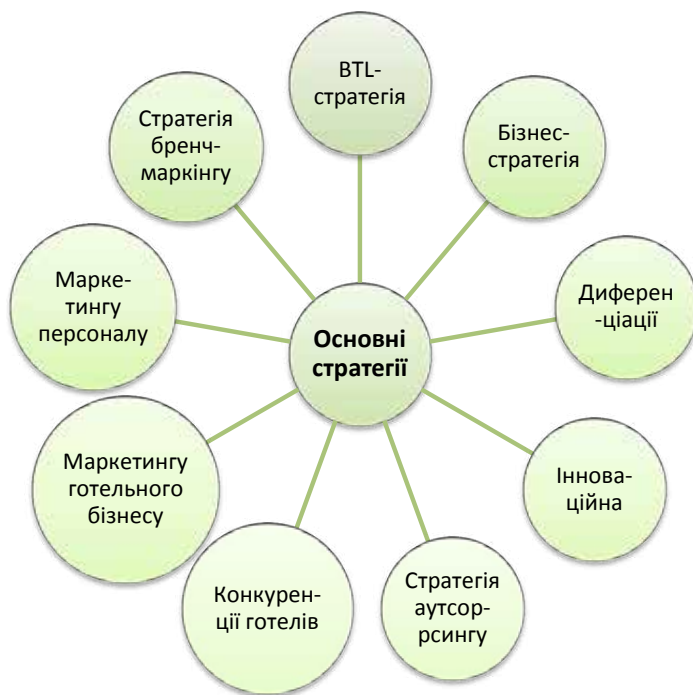 BTL-
стратегія
Бізнес-
стратегія
Диферен
-ціації
Іннова-
ційна
Стратегія
аутсор-
рсингу
Конкурен-
ції готелів
Маркетингу
готельного
бізнесу
Марке-
тингу
персоналу
Стратегія
бренч-
маркінгу
Основні
стратегії